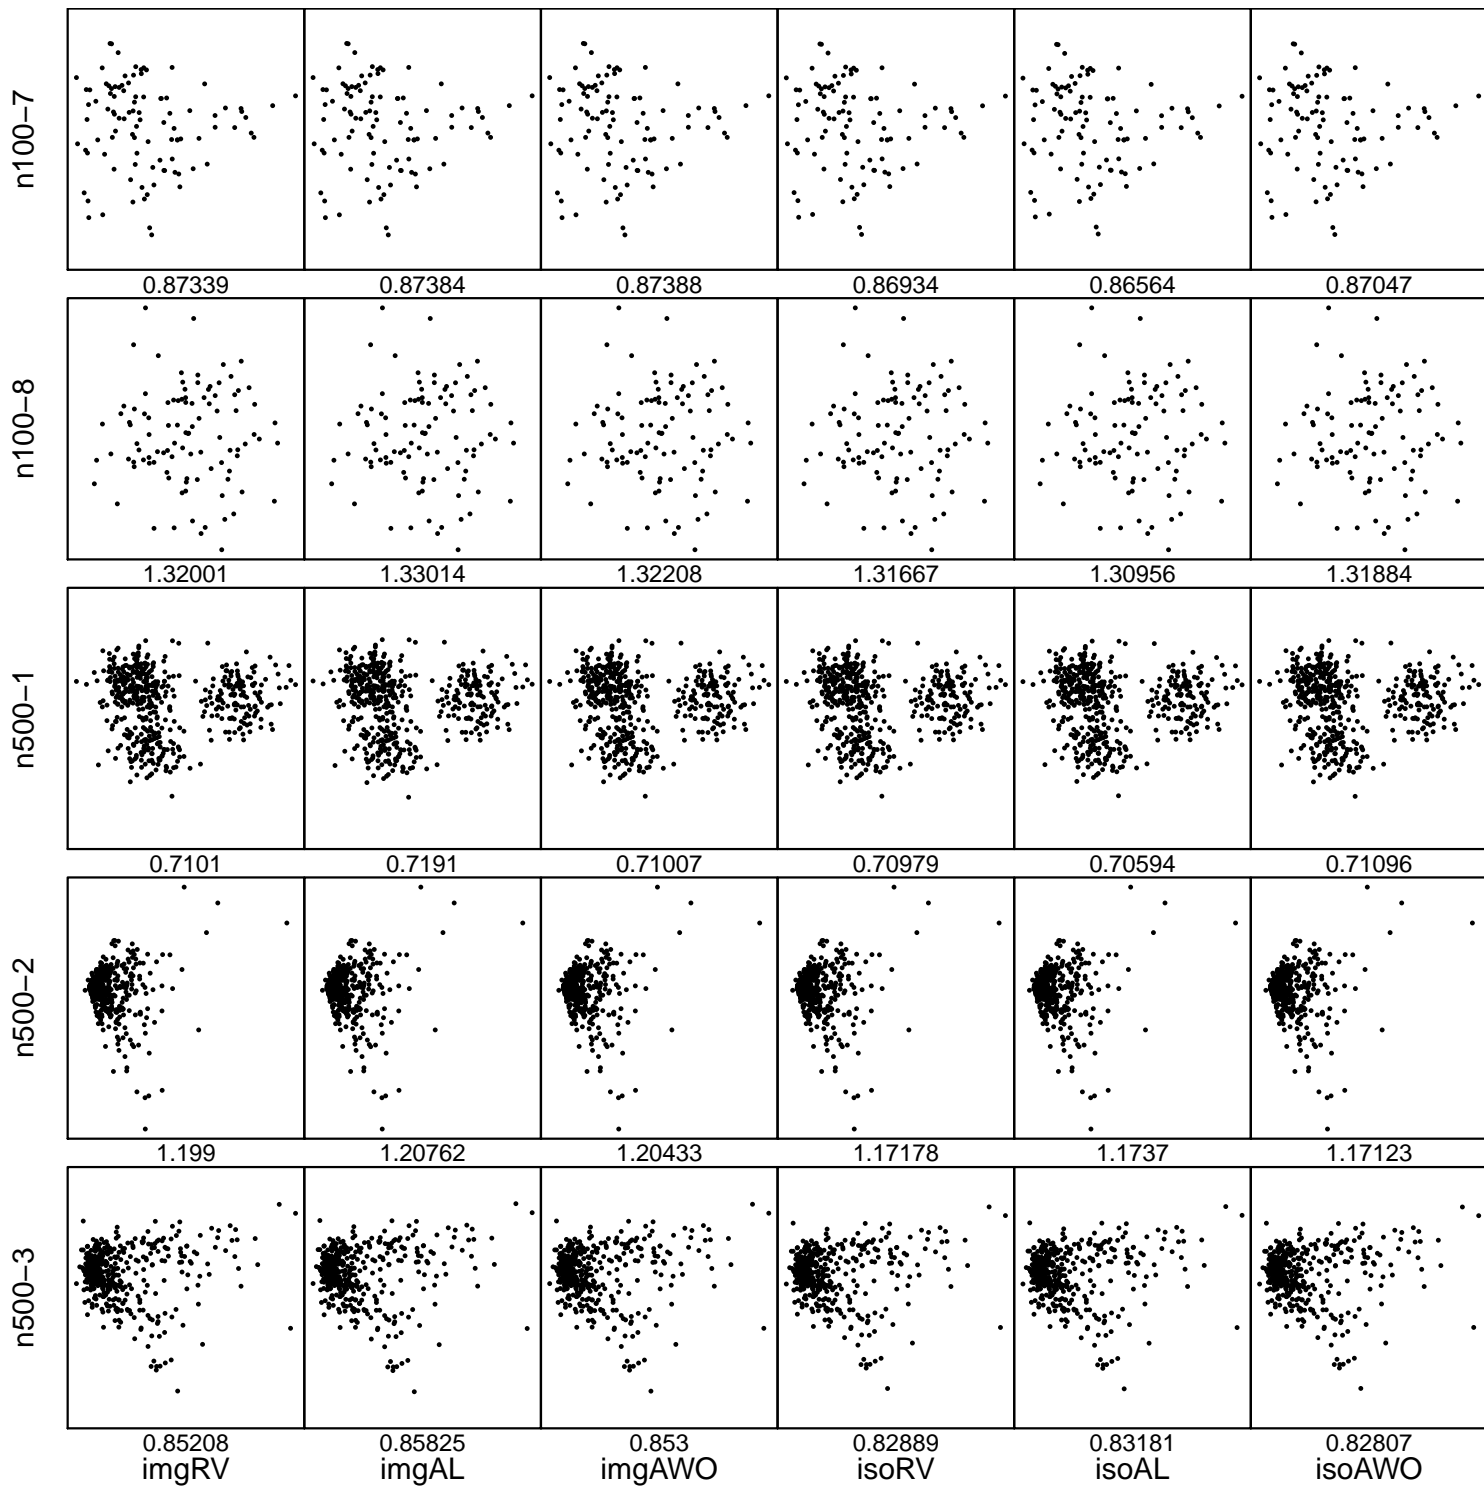 n100−7
0.87339 0.87384 0.87388 0.86934 0.86564 0.87047
n100−8
1.32001 1.33014 1.32208 1.31667 1.30956 1.31884
n500−1
0.7101 0.7191 0.71007 0.70979 0.70594 0.71096
n500−2
1.199 1.20762 1.20433 1.17178 1.1737 1.17123
n500−3
0.85208 0.85825 0.853 0.82889 0.83181 0.82807
imgRV imgAL imgAWO isoRV isoAL isoAWO